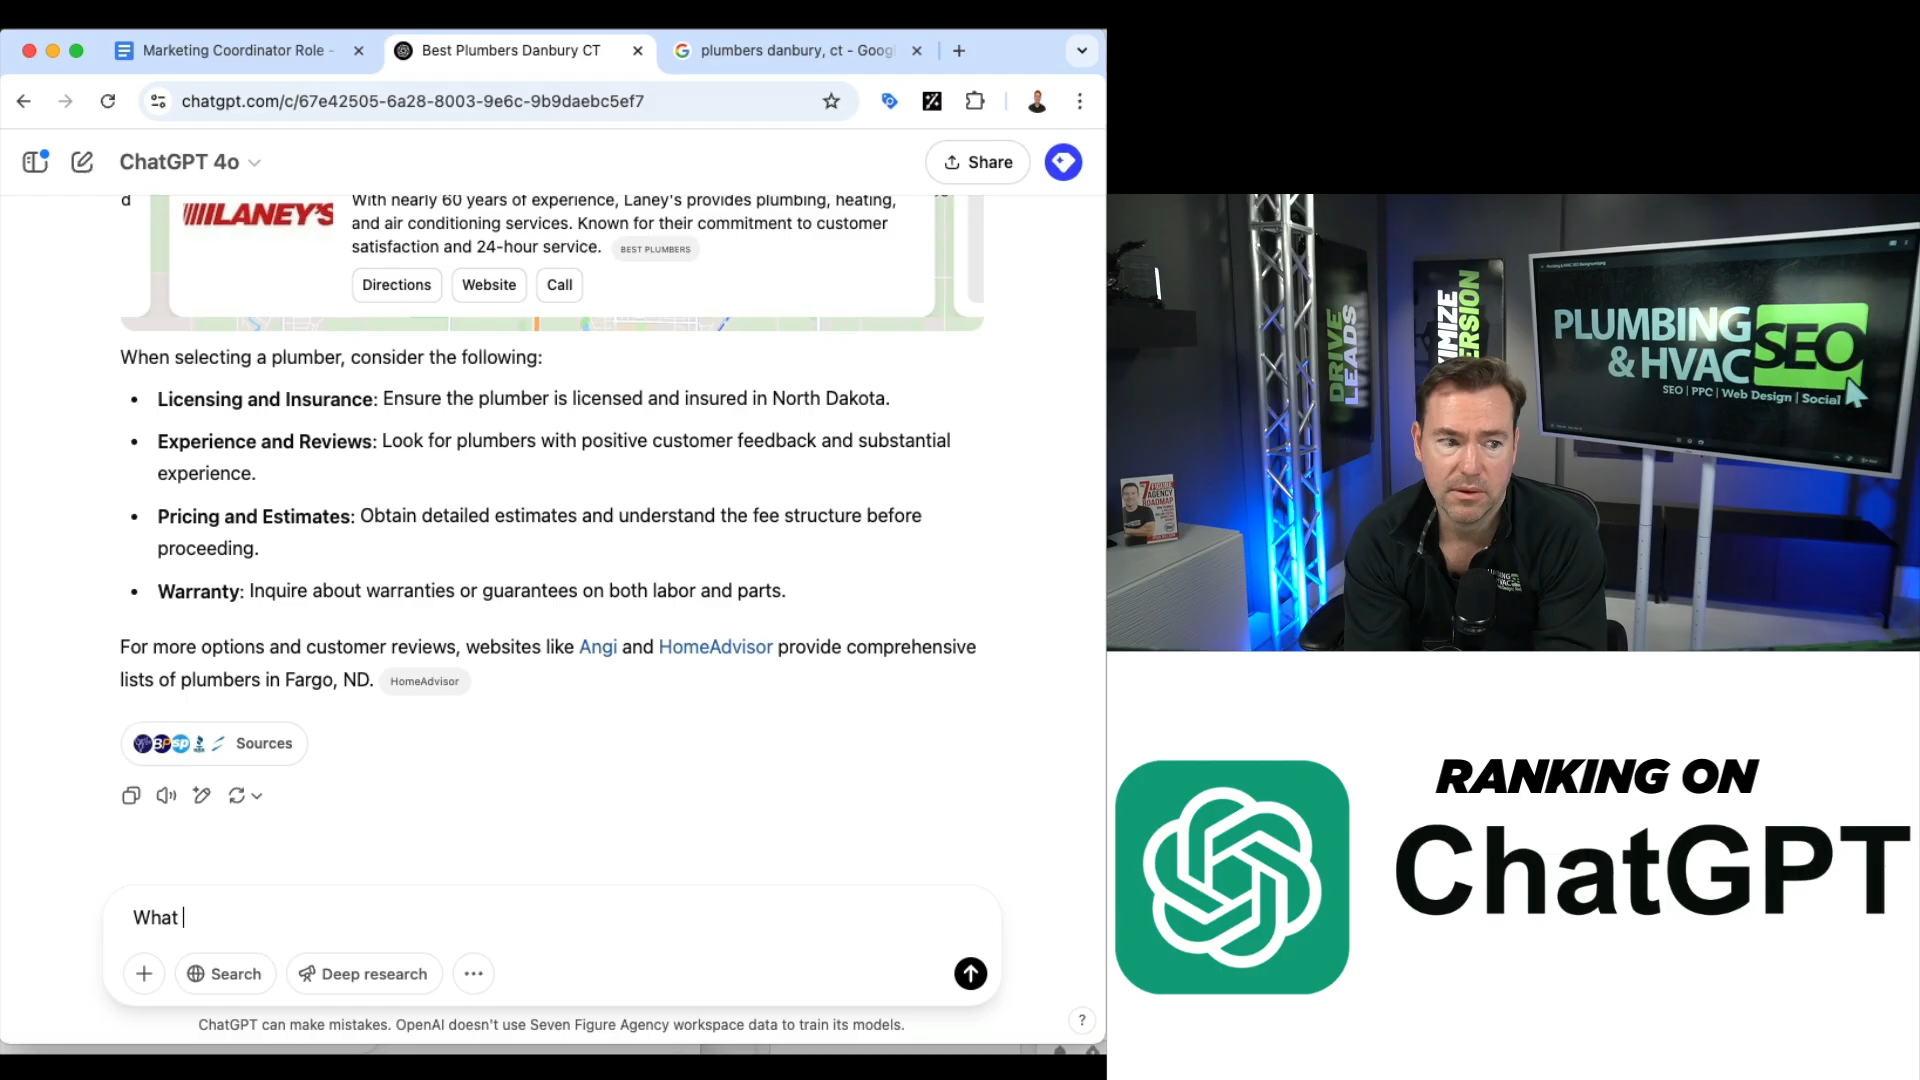 Marketing Coordinator Role -
Best Plumbers Danbury CT
plumbers danbury, ct - Goog
chatgpt.com/c/67e42505-6a28-8003-9e6c-9b9daebc5ef7
ChatGPT 4o
Share
d
LANEY'S
With nearly 60 years of experience, Laney's provides plumbing, heating,
and air conditioning services. Known for their commitment to customer
satisfaction and 24-hour service. BEST PLUMBERS
Directions
Website
Call
When selecting a plumber, consider the following:
• Licensing and Insurance: Ensure the plumber is licensed and insured in North Dakota.
• Experience and Reviews: Look for plumbers with positive customer feedback and substantial
experience.
• Pricing and Estimates: Obtain detailed estimates and understand the fee structure before
proceeding.
• Warranty: Inquire about warranties or guarantees on both labor and parts.
For more options and customer reviews, websites like Angi and HomeAdvisor provide comprehensive
lists of plumbers in Fargo, ND. HomeAdvisor
BP sp Sources
What
Search
Deep research
ChatGPT can make mistakes. OpenAI doesn't use Seven Figure Agency workspace data to train its models.
?
DRIVE
LEADS
IMIZE
ERSION
PLUMBING
& HVAC SEO
SEO | PPC | Web Design | Social
7 FIGURE
AGENCY
ROADMAP
RANKING ON
ChatGPT